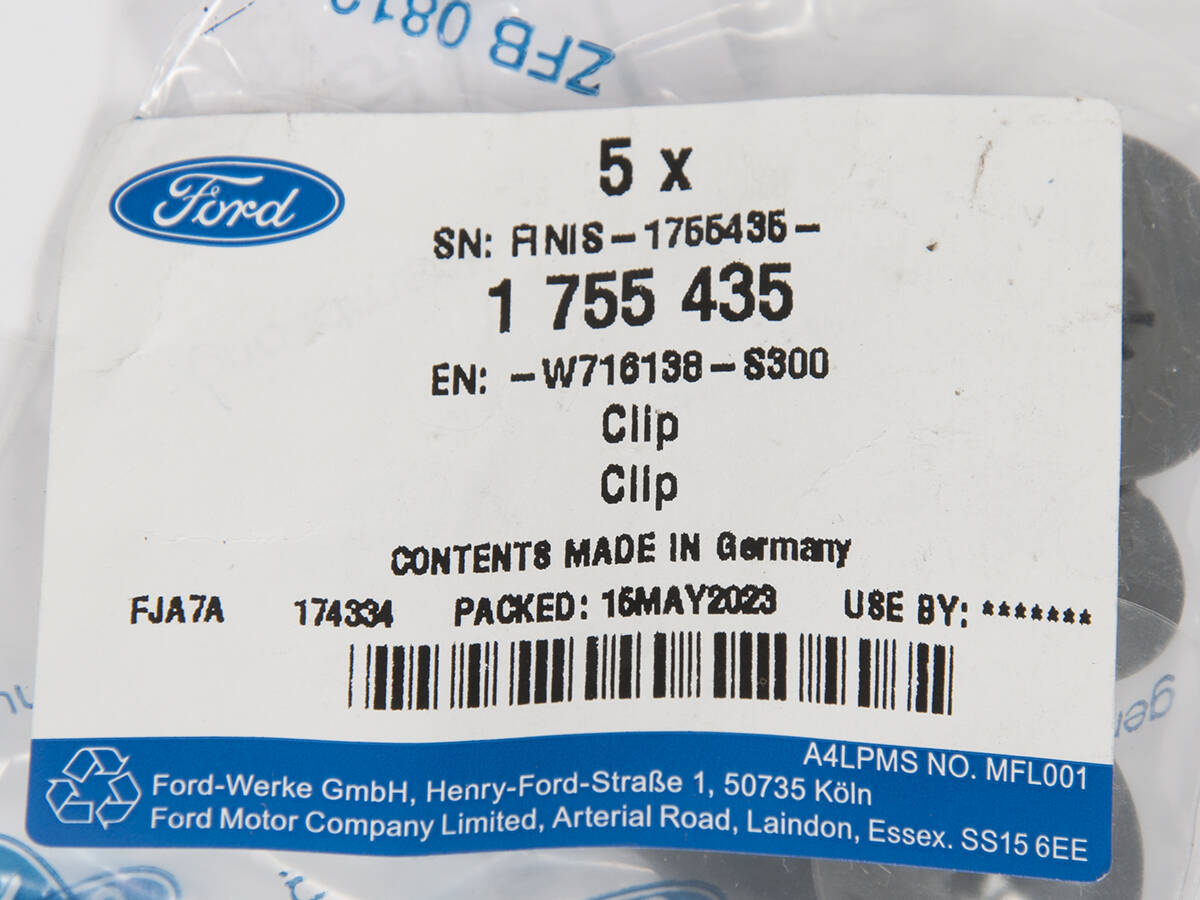 ZFB 0812
Ford
5 x
SN: FINIS-1755435-
1 755 435
EN: -W716138-S300
Clip
Clip
CONTENTS MADE IN Germany
FJA7A 174334 PACKED: 15MAY2023 USE BY: *******
A4LPMS NO. MFL001
Ford-Werke GmbH, Henry-Ford-Straße 1, 50735 Köln
Ford Motor Company Limited, Arterial Road, Laindon, Essex. SS15 6EE